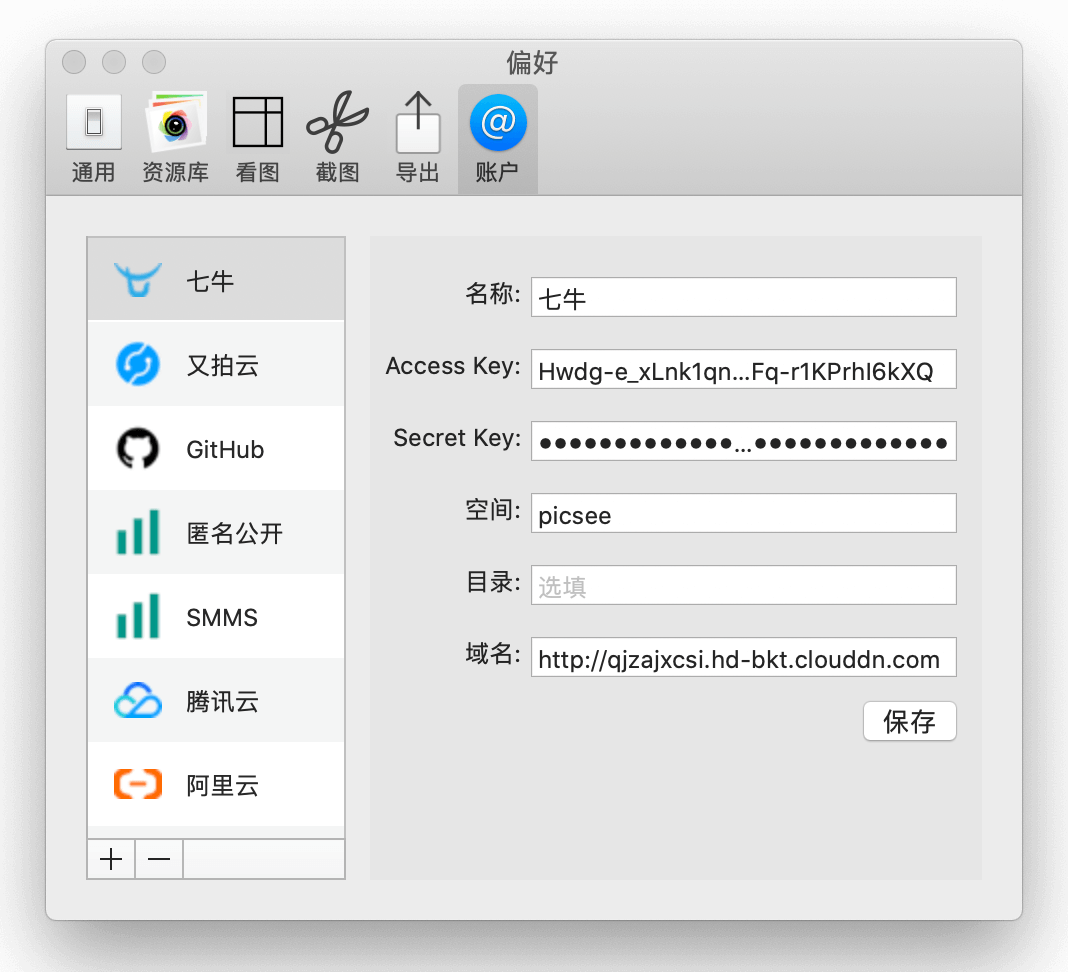 偏好
通用 资源库 看图 截图 导出 账户
七牛
又拍云
GitHub
匿名公开
SMMS
腾讯云
阿里云
名称: 七牛
Access Key: Hwdg-e_xLnk1qn...Fq-r1KPrhI6kXQ
Secret Key: ●●●●●●●●●●●●●...●●●●●●●●●●●●●
空间: picsee
目录: 选填
域名: http://qjzajxcsi.hd-bkt.clouddn.com
保存